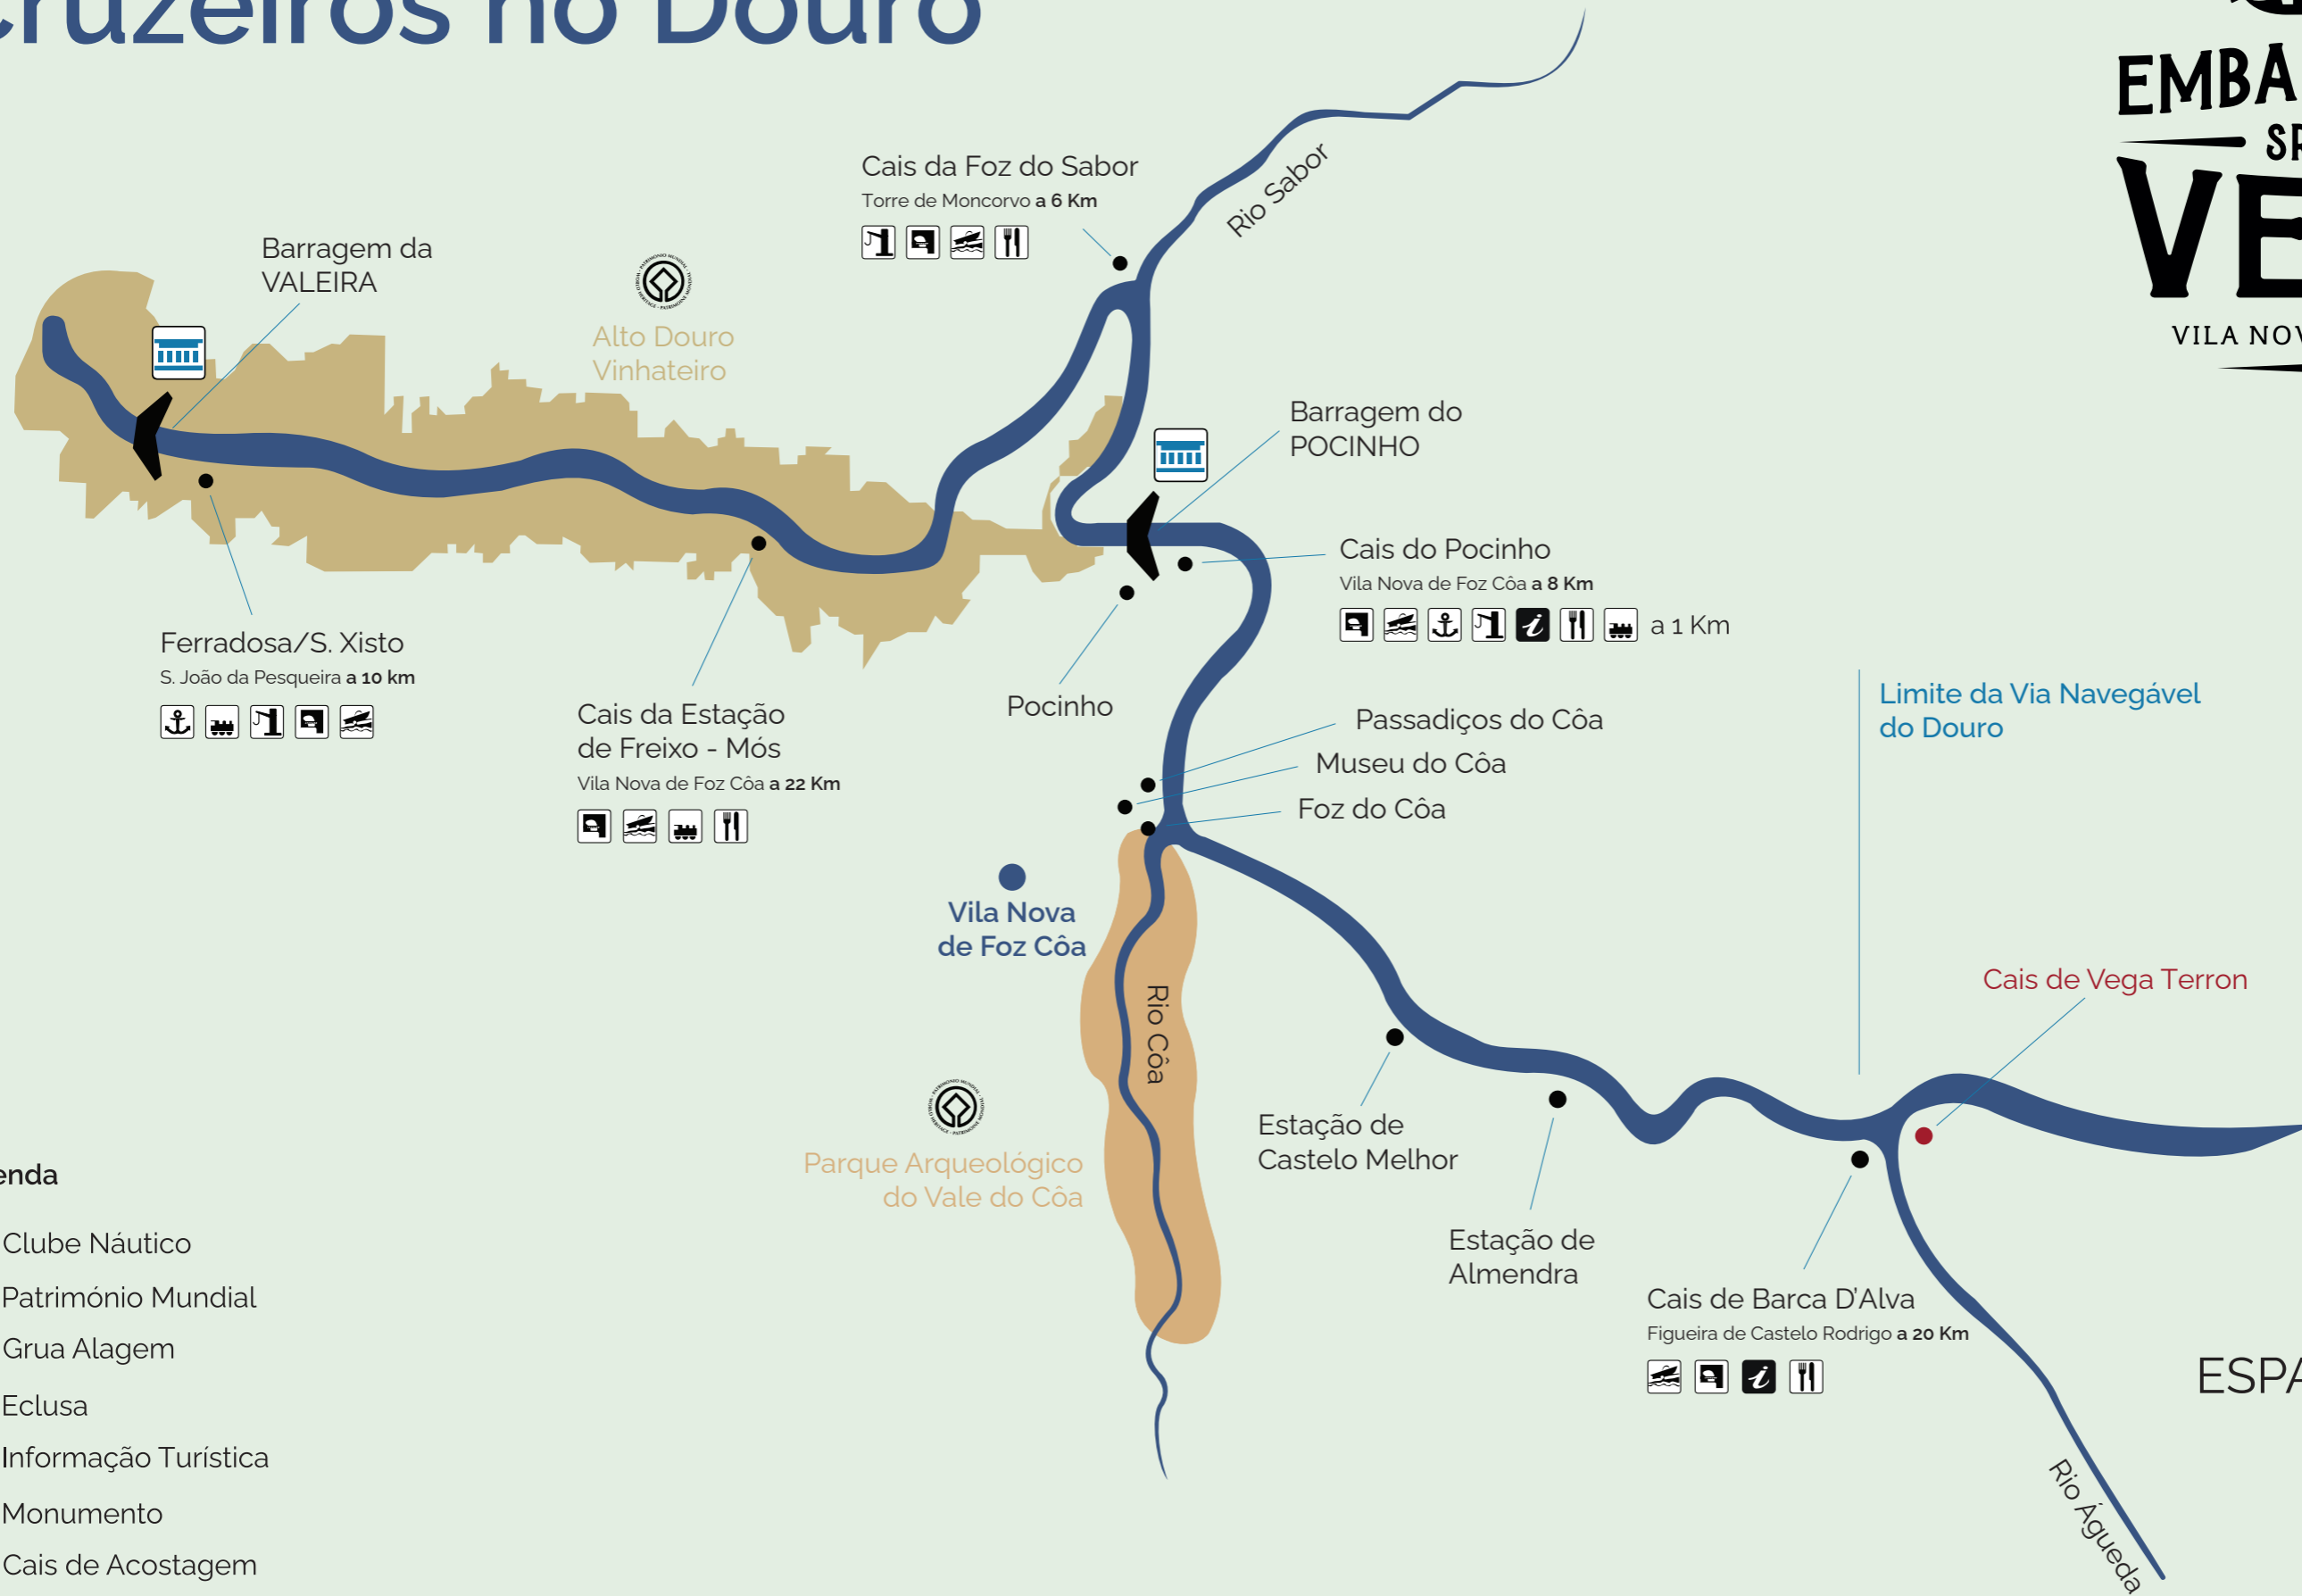 Cruzeiros no Douro
EMBA
SR
VE
VILA NOV
Cais da Foz do Sabor
Torre de Moncorvo a 6 Km
Rio Sabor
Barragem da
VALEIRA
Alto Douro
Vinhateiro
Barragem do
POCINHO
Cais do Pocinho
Vila Nova de Foz Côa a 8 Km
a 1 Km
Ferradosa/S. Xisto
S. João da Pesqueira a 10 km
Cais da Estação
de Freixo - Mós
Vila Nova de Foz Côa a 22 Km
Pocinho
Passadiços do Côa
Museu do Côa
Foz do Côa
Limite da Via Navegável
do Douro
Vila Nova
de Foz Côa
Rio Côa
Cais de Vega Terron
Parque Arqueológico
do Vale do Côa
Estação de
Castelo Melhor
Estação de
Almendra
Cais de Barca D'Alva
Figueira de Castelo Rodrigo a 20 Km
ESPA
Rio Águeda
enda
Clube Náutico
Património Mundial
Grua Alagem
Eclusa
Informação Turística
Monumento
Cais de Acostagem